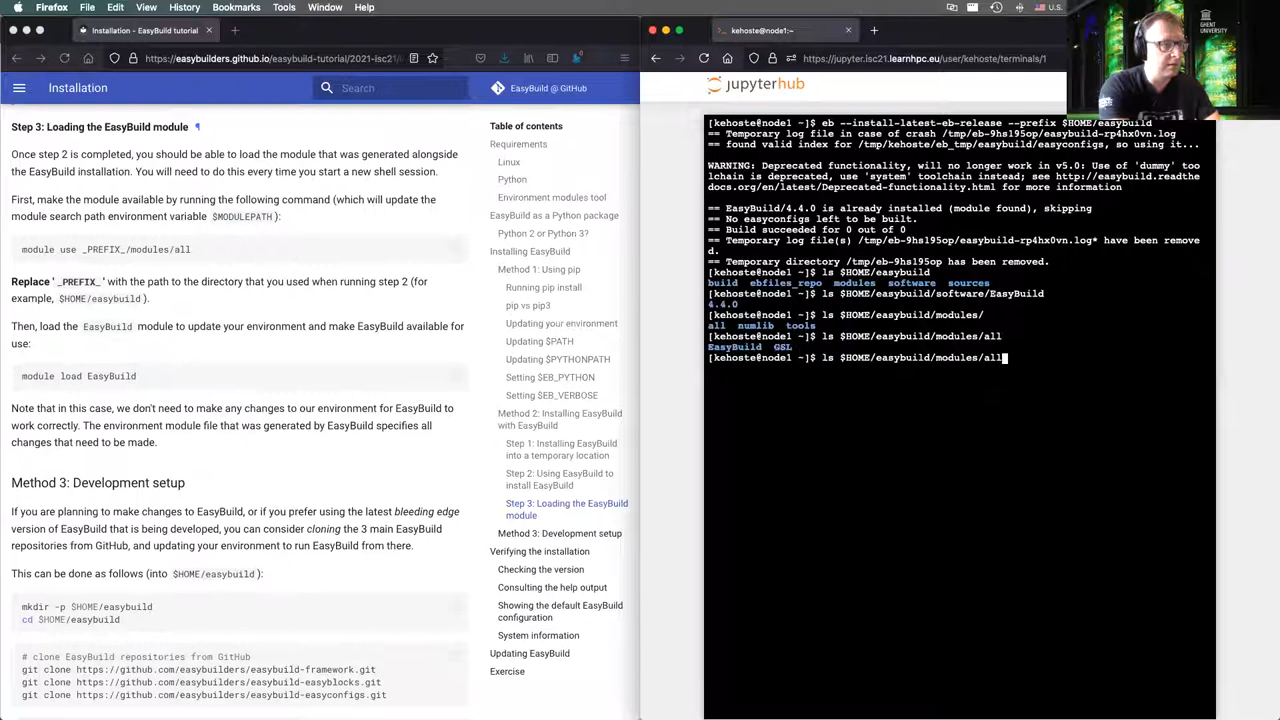 Firefox File Edit View History Bookmarks Tools Window Help
Installation - EasyBuild tutorial
https://easybuilders.github.io/easybuild-tutorial/2021-isc21/
Installation
Search
EasyBuild @ GitHub
Step 3: Loading the EasyBuild module ¶
Once step 2 is completed, you should be able to load the module that was generated alongside
the EasyBuild installation. You will need to do this every time you start a new shell session.
First, make the module available by running the following command (which will update the
module search path environment variable $MODULEPATH):
module use _PREFIX_/modules/all
Replace '_PREFIX_' with the path to the directory that you used when running step 2 (for
example, $HOME/easybuild).
Then, load the EasyBuild module to update your environment and make EasyBuild available for
use:
module load EasyBuild
Note that in this case, we don't need to make any changes to our environment for EasyBuild to
work correctly. The environment module file that was generated by EasyBuild specifies all
changes that need to be made.
Method 3: Development setup
If you are planning to make changes to EasyBuild, or if you prefer using the latest bleeding edge
version of EasyBuild that is being developed, you can consider cloning the 3 main EasyBuild
repositories from GitHub, and updating your environment to run EasyBuild from there.
This can be done as follows (into $HOME/easybuild):
mkdir -p $HOME/easybuild
cd $HOME/easybuild
# clone EasyBuild repositories from GitHub
git clone https://github.com/easybuilders/easybuild-framework.git
git clone https://github.com/easybuilders/easybuild-easyblocks.git
git clone https://github.com/easybuilders/easybuild-easyconfigs.git
Table of contents
Requirements
Linux
Python
Environment modules tool
EasyBuild as a Python package
Python 2 or Python 3?
Installing EasyBuild
Method 1: Using pip
Running pip install
pip vs pip3
Updating your environment
Updating $PATH
Updating $PYTHONPATH
Setting $EB_PYTHON
Setting $EB_VERBOSE
Method 2: Installing EasyBuild
with EasyBuild
Step 1: Installing EasyBuild
into a temporary location
Step 2: Using EasyBuild to
install EasyBuild
Step 3: Loading the EasyBuild
module
Method 3: Development setup
Verifying the installation
Checking the version
Consulting the help output
Showing the default EasyBuild
configuration
System information
Updating EasyBuild
Exercise
kehoste@node1:~
https://jupyter.isc21.learnhpc.eu/user/kehoste/terminals/1
jupyterhub
GHENT
UNIVERSITY
[kehoste@node1 ~]$ eb --install-latest-eb-release --prefix $HOME/easybuild
== Temporary log file in case of crash /tmp/eb-9hs195op/easybuild-rp4hx0vn.log
== found valid index for /tmp/kehoste/eb_tmp/easybuild/easyconfigs, so using it...
WARNING: Deprecated functionality, will no longer work in v5.0: Use of 'dummy' too
lchain is deprecated, use 'system' toolchain instead; see http://easybuild.readthe
docs.org/en/latest/Deprecated-functionality.html for more information
== EasyBuild/4.4.0 is already installed (module found), skipping
== No easyconfigs left to be built.
== Build succeeded for 0 out of 0
== Temporary log file(s) /tmp/eb-9hs195op/easybuild-rp4hx0vn.log* have been remove
d.
== Temporary directory /tmp/eb-9hs195op has been removed.
[kehoste@node1 ~]$ ls $HOME/easybuild
build ebfiles_repo modules software sources
[kehoste@node1 ~]$ ls $HOME/easybuild/software/EasyBuild
4.4.0
[kehoste@node1 ~]$ ls $HOME/easybuild/modules/
all numlib tools
[kehoste@node1 ~]$ ls $HOME/easybuild/modules/all
EasyBuild GSL
[kehoste@node1 ~]$ ls $HOME/easybuild/modules/all